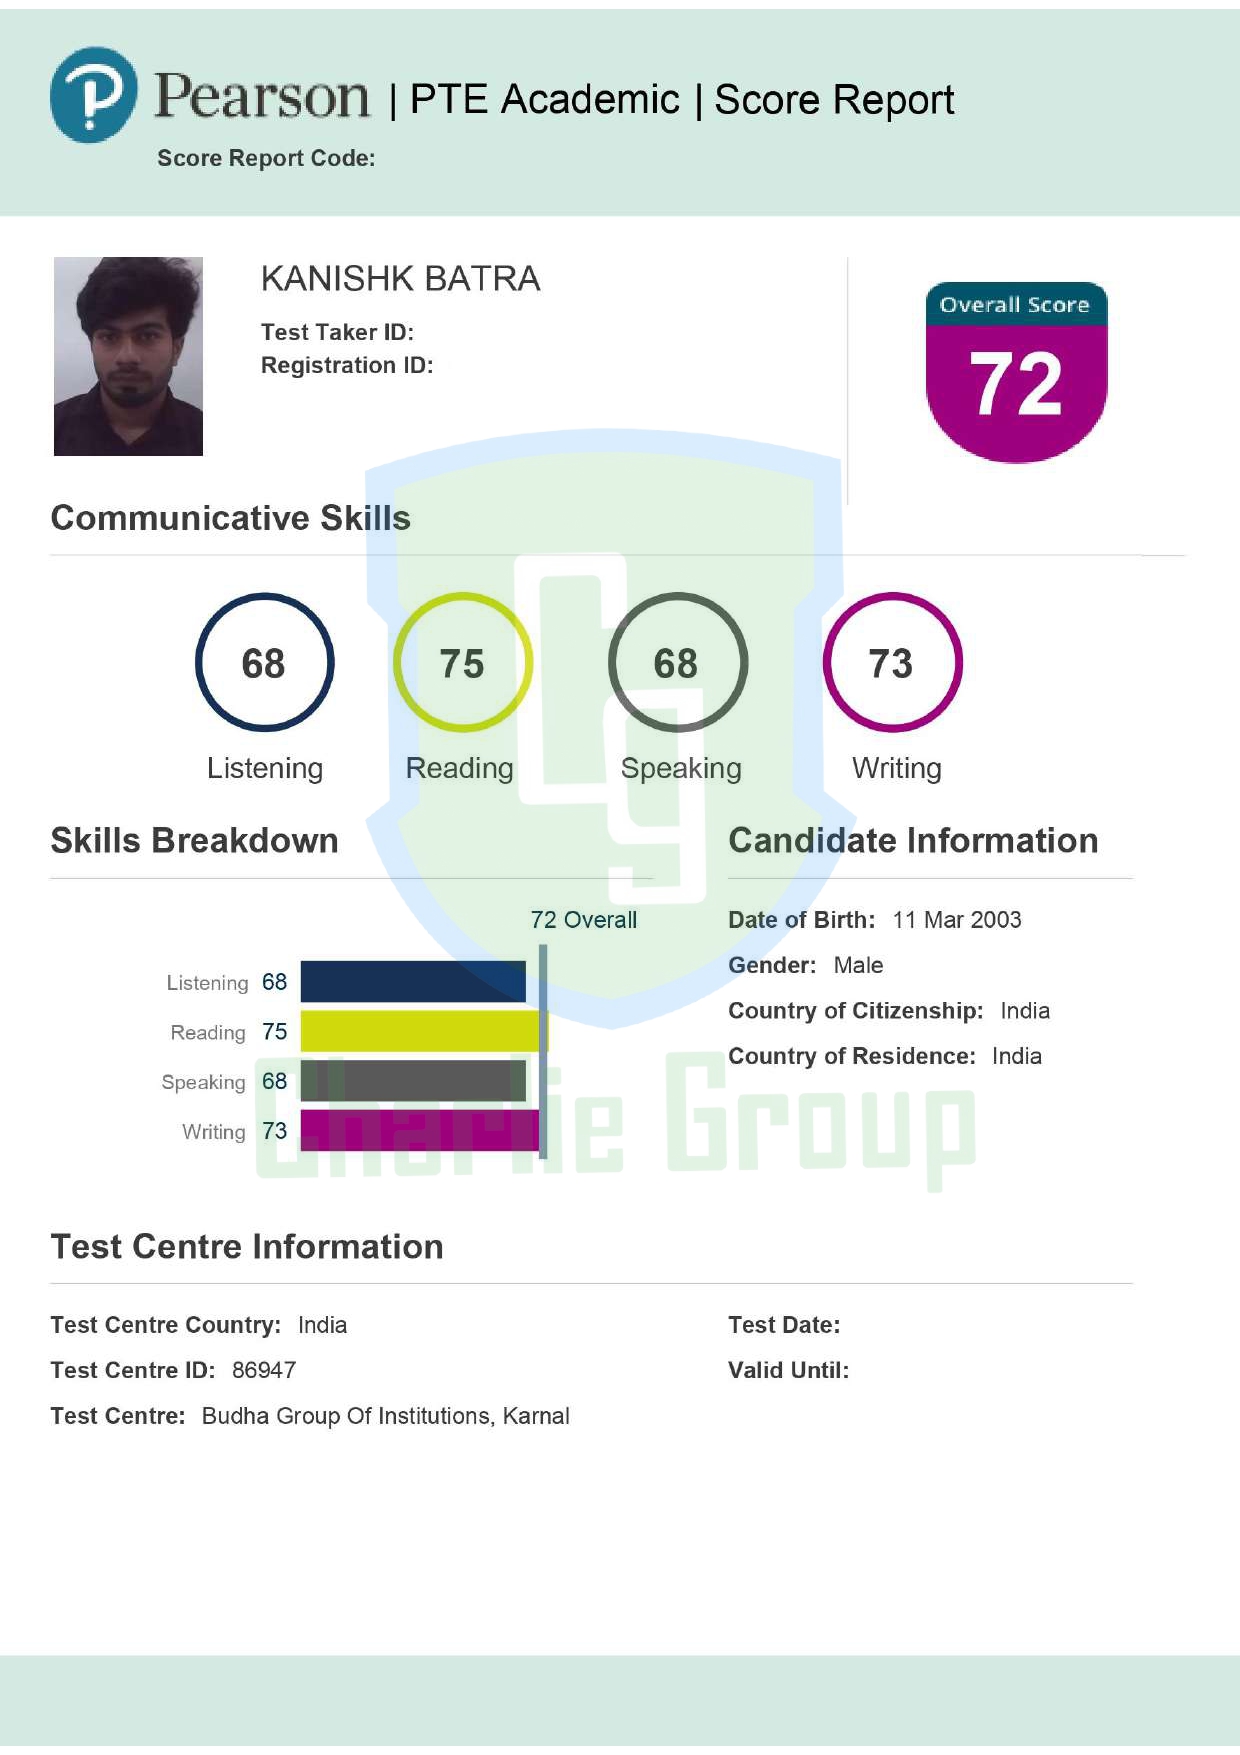 Pearson | PTE Academic | Score Report
Score Report Code:
KANISHK BATRA
Test Taker ID:
Registration ID:
Overall Score
72
Communicative Skills
68 75 68 73
Listening Reading Speaking Writing
Skills Breakdown
72 Overall
Listening 68
Reading 75
Speaking 68
Writing 73
Candidate Information
Date of Birth: 11 Mar 2003
Gender: Male
Country of Citizenship: India
Country of Residence: India
Cg
Charlie Group
Test Centre Information
Test Centre Country: India
Test Centre ID: 86947
Test Centre: Budha Group Of Institutions, Karnal
Test Date:
Valid Until: